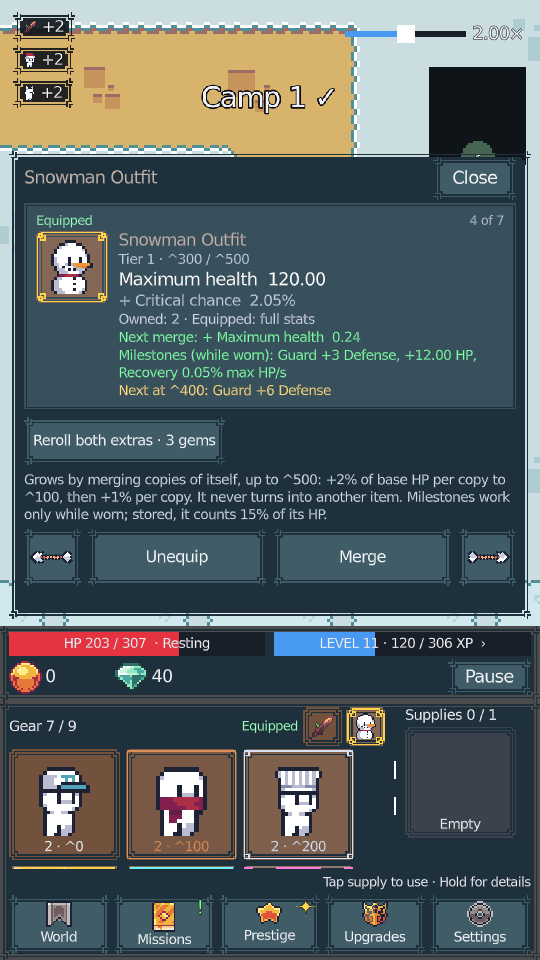 +2
+2
+2
2.00×
Camp 1 ✓
Snowman Outfit
Close
Equipped
4 of 7
Snowman Outfit
Tier 1 · ^300 / ^500
Maximum health 120.00
+ Critical chance 2.05%
Owned: 2 · Equipped: full stats
Next merge: + Maximum health 0.24
Milestones (while worn): Guard +3 Defense, +12.00 HP,
Recovery 0.05% max HP/s
Next at ^400: Guard +6 Defense
Reroll both extras · 3 gems
Grows by merging copies of itself, up to ^500: +2% of base HP per copy to
^100, then +1% per copy. It never turns into another item. Milestones work
only while worn; stored, it counts 15% of its HP.
Unequip
Merge
HP 203 / 307 · Resting
LEVEL 11 · 120 / 306 XP ›
0
40
Pause
Gear 7 / 9
Equipped
Supplies 0 / 1
2 · ^0
2 · ^100
2 · ^200
Empty
Tap supply to use · Hold for details
World
Missions
!
Prestige
Upgrades
Settings